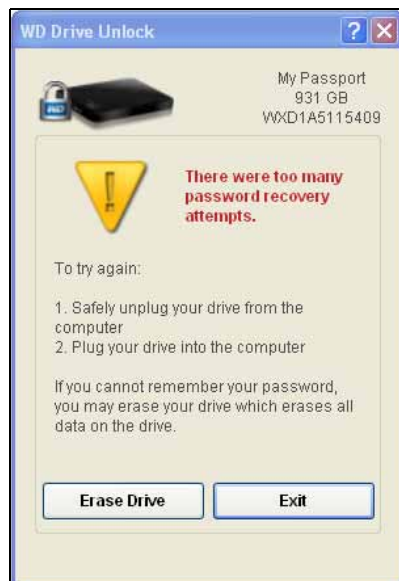 WD Drive Unlock
My Passport
931 GB
WXD1A5115409
WD
There were too many
password recovery
attempts.
To try again:
1. Safely unplug your drive from the
computer
2. Plug your drive into the computer
If you cannot remember your password,
you may erase your drive which erases all
data on the drive.
Erase Drive
Exit